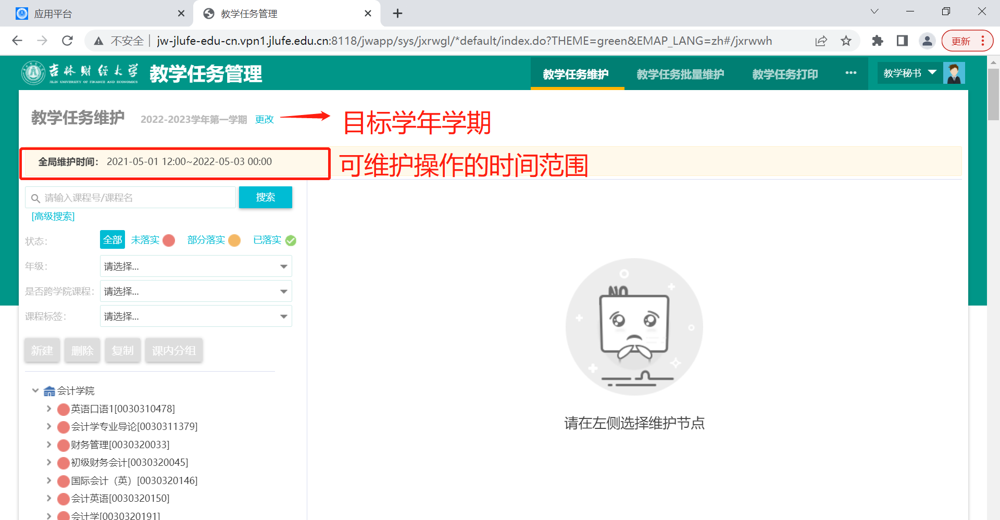 应用平台
教学任务管理
不安全
jw-jlufe-edu-cn.vpn1.jlufe.edu.cn:8118/jwapp/sys/jxrwgl/*default/index.do?THEME=green&EMAP_LANG=zh#/jxrwwh
更新
吉林财经大学
JILIN UNIVERSITY OF FINANCE AND ECONOMICS
教学任务管理
教学任务维护
教学任务批量维护
教学任务打印
教学秘书
教学任务维护
2022-2023学年第一学期
更改
目标学年学期
全局维护时间：
2021-05-01 12:00~2022-05-03 00:00
可维护操作的时间范围
请输入课程号/课程名
搜索
[高级搜索]
状态：
全部
未落实
部分落实
已落实
年级：
请选择...
是否跨学院课程：
请选择...
课程标签：
请选择...
新建
删除
复制
课内分组
NO
会计学院
英语口语1[0030310478]
会计学专业导论[0030311379]
财务管理[0030320033]
初级财务会计[0030320045]
国际会计（英）[0030320146]
会计英语[0030320150]
会计学[0030320191]
请在左侧选择维护节点